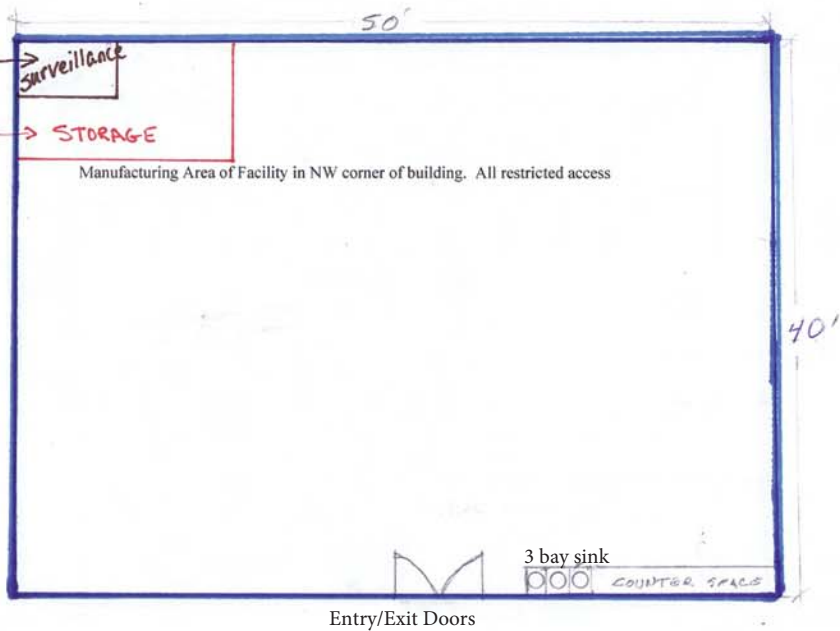 50'
surveillance
STORAGE
Manufacturing Area of Facility in NW corner of building. All restricted access
40'
3 bay sink
COUNTER SPACE
Entry/Exit Doors